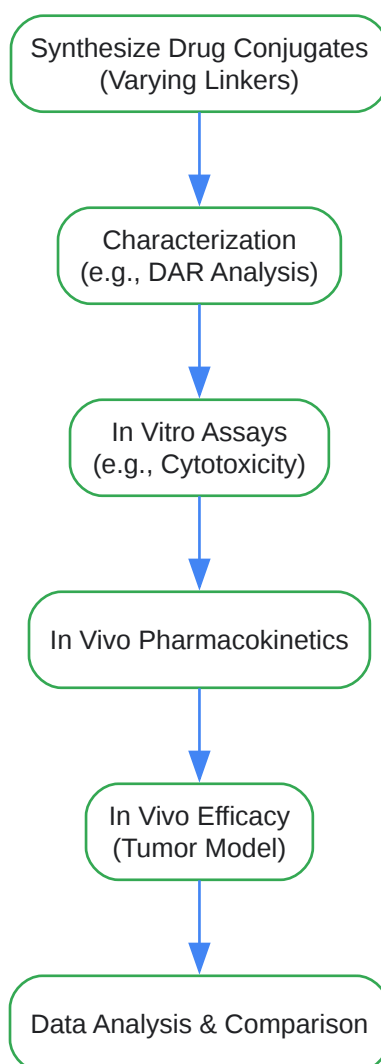 Synthesize Drug Conjugates
(Varying Linkers)
Characterization
(e.g., DAR Analysis)
In Vitro Assays
(e.g., Cytotoxicity)
In Vivo Pharmacokinetics
In Vivo Efficacy
(Tumor Model)
Data Analysis & Comparison